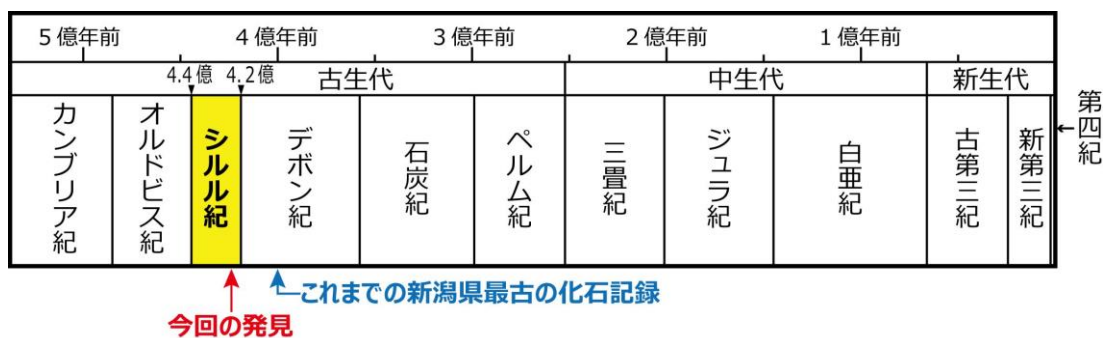 5億年前 4億年前 3億年前 2億年前 1億年前
4.4億 4.2億 古生代 中生代 新生代
カンブリア紀
オルドビス紀
シルル紀
デボン紀
石炭紀
ペルム紀
三畳紀
ジュラ紀
白亜紀
古第三紀
新第三紀
←第四紀
これまでの新潟県最古の化石記録
今回の発見